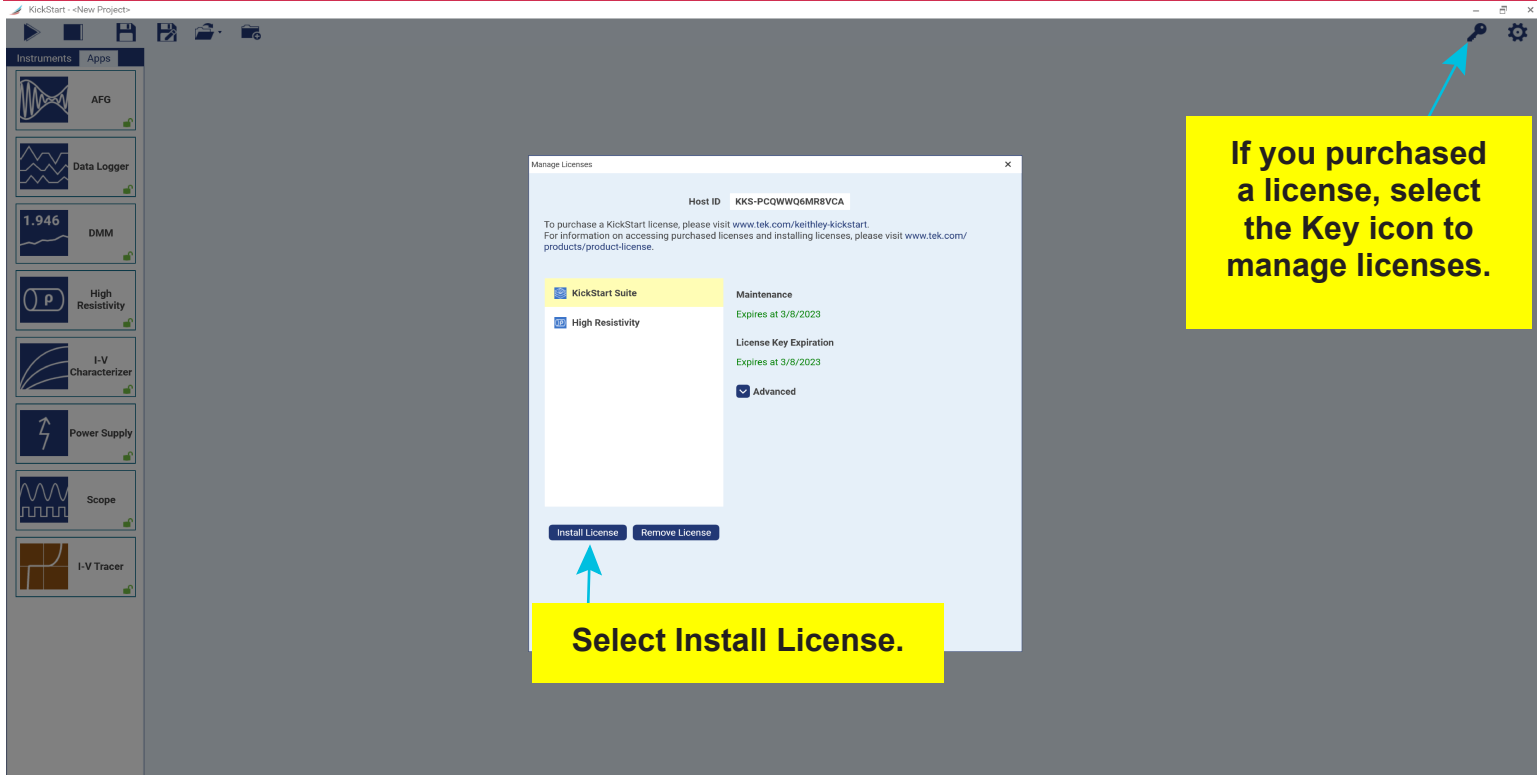 KickStart - <New Project>
Instruments Apps
AFG
Data Logger
1.946
DMM
ρ
High
Resistivity
I-V
Characterizer
Power Supply
Scope
I-V Tracer
Manage Licenses
Host ID KKS-PCQWWQ6MR8VCA
To purchase a KickStart license, please visit www.tek.com/keithley-kickstart.
For information on accessing purchased licenses and installing licenses, please visit www.tek.com/
products/product-license.
KickStart Suite
High Resistivity
Maintenance
Expires at 3/8/2023
License Key Expiration
Expires at 3/8/2023
Advanced
Install License Remove License
Select Install License.
If you purchased
a license, select
the Key icon to
manage licenses.